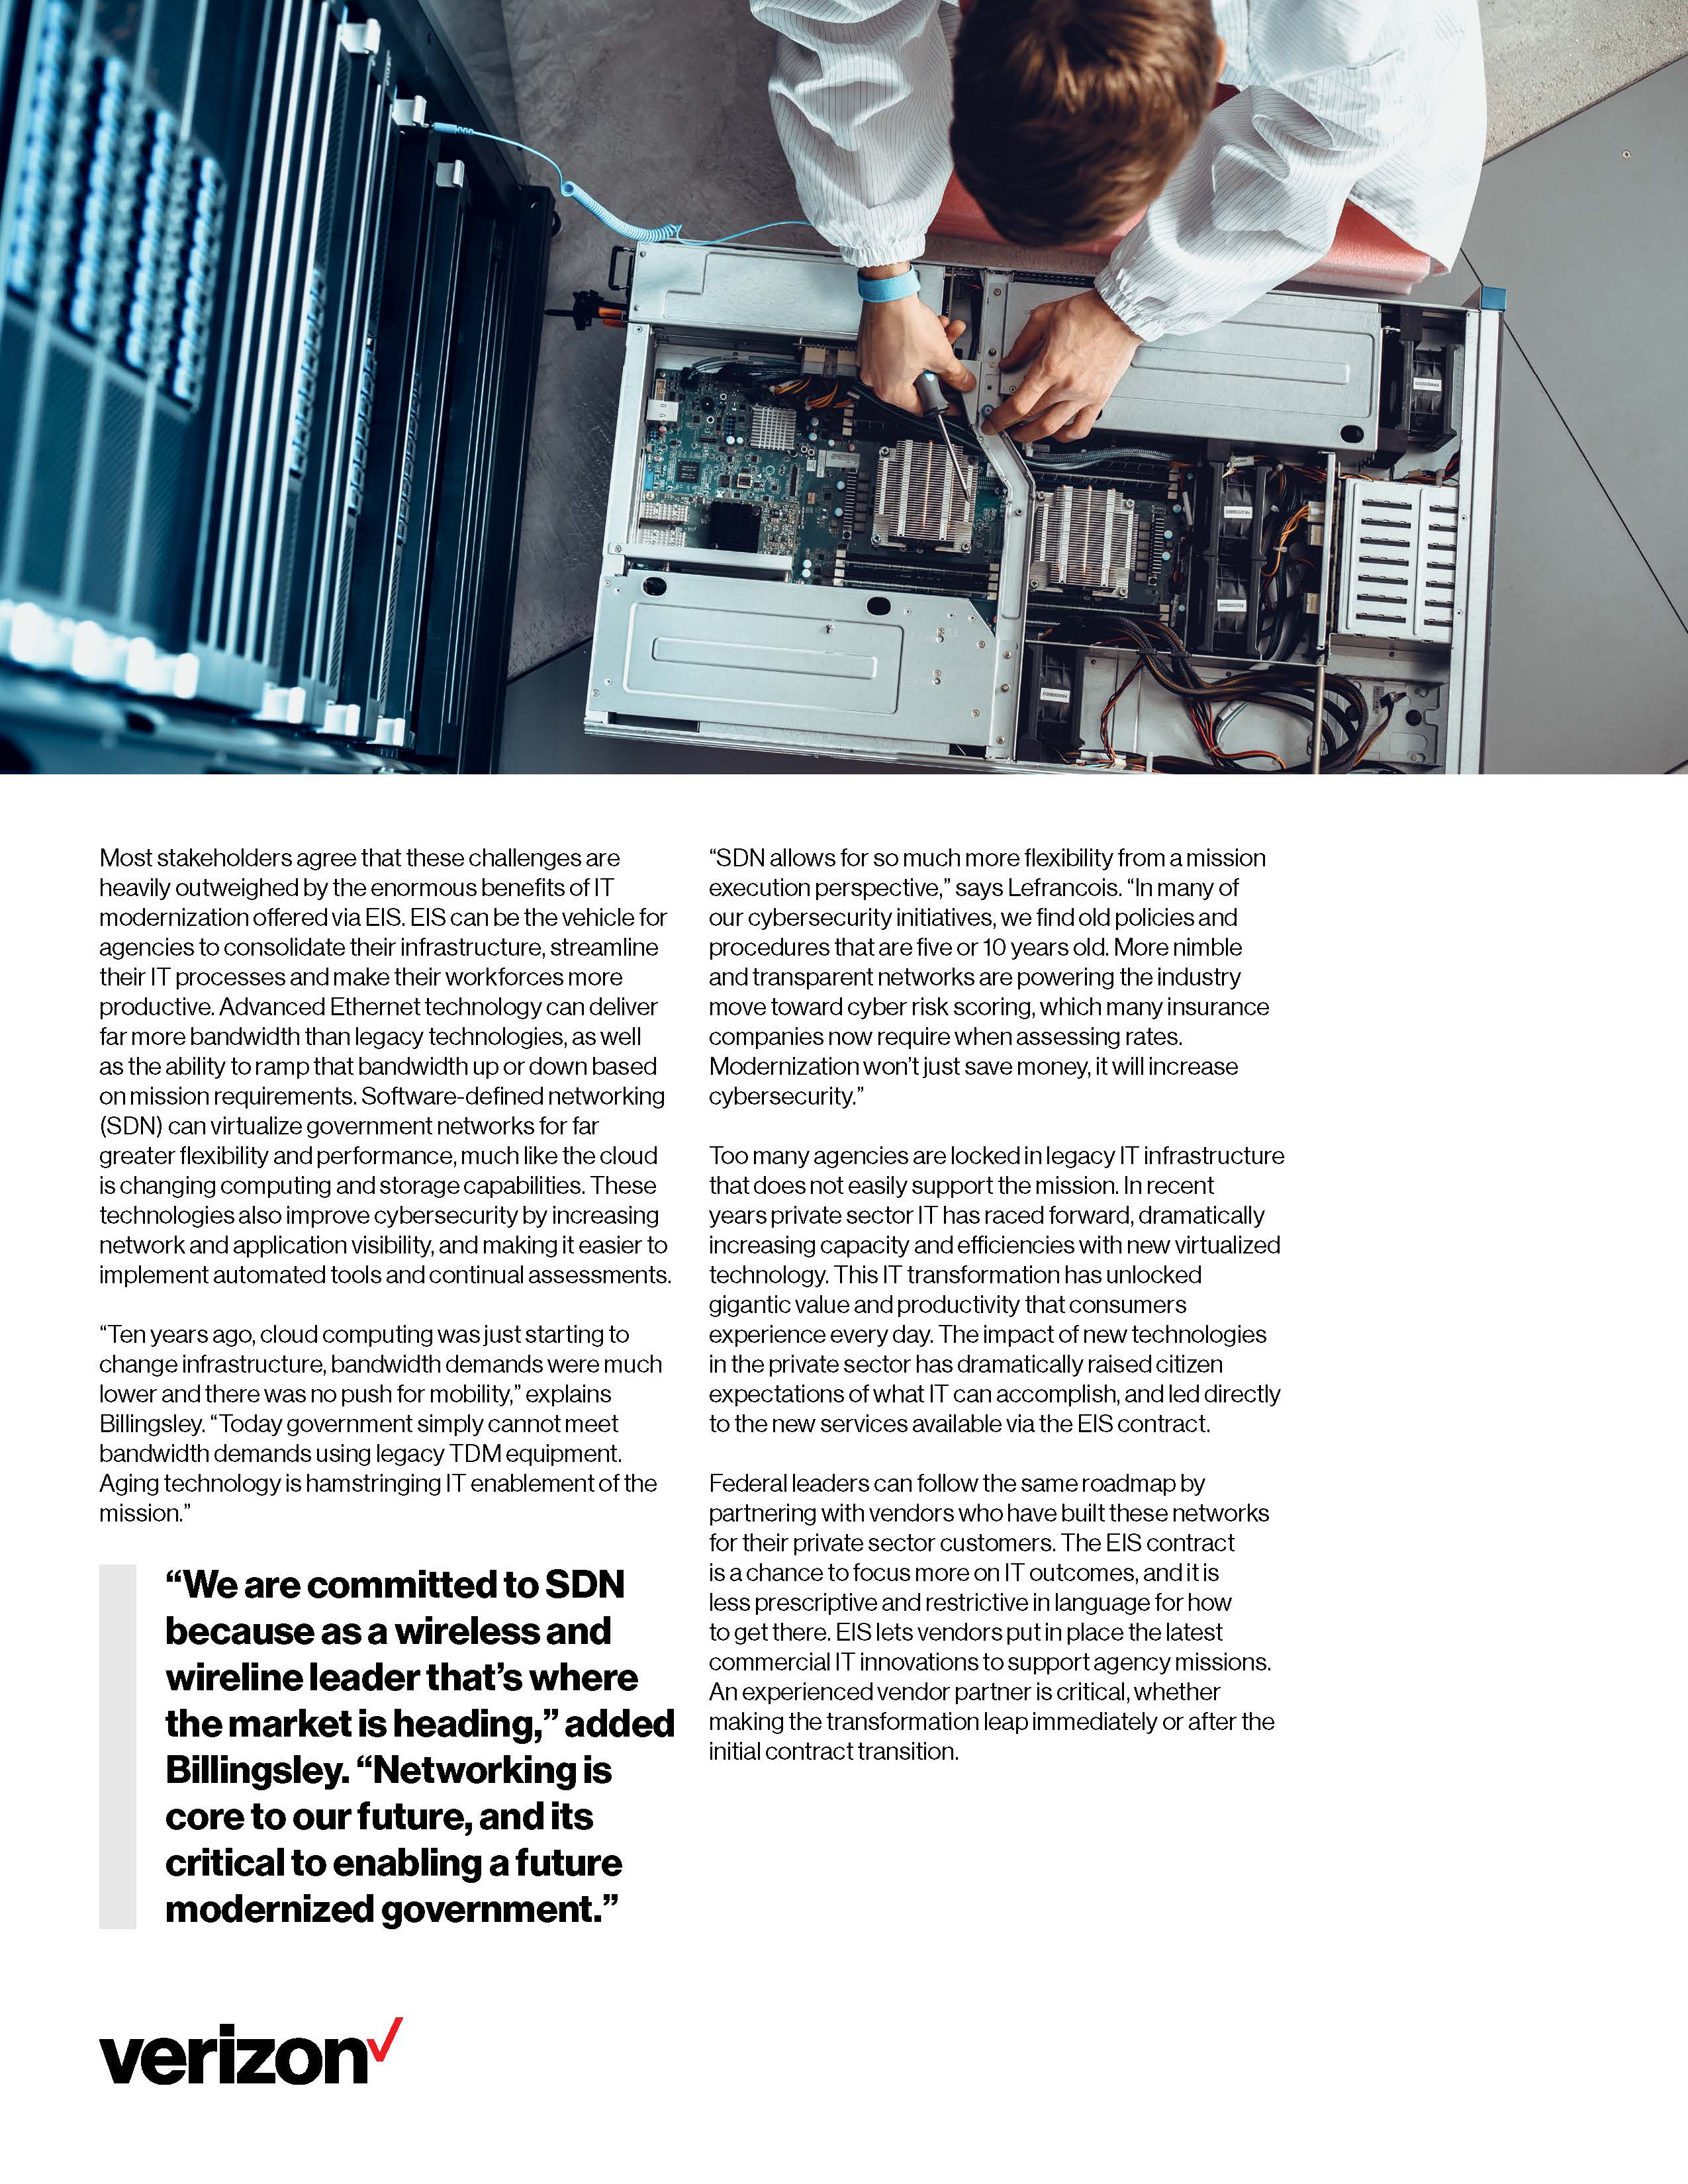 Most stakeholders agree that these challenges are
heavily outweighed by the enormous benefits of IT
modernization offered via EIS. EIS can be the vehicle for
agencies to consolidate their infrastructure, streamline
their IT processes and make their workforces more
productive. Advanced Ethernet technology can deliver
far more bandwidth than legacy technologies, as well
as the ability to ramp that bandwidth up or down based
on mission requirements. Software-defined networking
(SDN) can virtualize government networks for far
greater flexibility and performance, much like the cloud
is changing computing and storage capabilities. These
technologies also improve cybersecurity by increasing
network and application visibility, and making it easier to
implement automated tools and continual assessments.
“Ten years ago, cloud computing was just starting to
change infrastructure, bandwidth demands were much
lower and there was no push for mobility,” explains
Billingsley. “Today government simply cannot meet
bandwidth demands using legacy TDM equipment.
Aging technology is hamstringing IT enablement of the
mission.”
“We are committed to SDN
because as a wireless and
wireline leader that’s where
the market is heading,” added
Billingsley. “Networking is
core to our future, and its
critical to enabling a future
modernized government.”
“SDN allows for so much more flexibility from a mission
execution perspective,” says Lefrancois. “In many of
our cybersecurity initiatives, we find old policies and
procedures that are five or 10 years old. More nimble
and transparent networks are powering the industry
move toward cyber risk scoring, which many insurance
companies now require when assessing rates.
Modernization won’t just save money, it will increase
cybersecurity.”
Too many agencies are locked in legacy IT infrastructure
that does not easily support the mission. In recent
years private sector IT has raced forward, dramatically
increasing capacity and efficiencies with new virtualized
technology. This IT transformation has unlocked
gigantic value and productivity that consumers
experience every day. The impact of new technologies
in the private sector has dramatically raised citizen
expectations of what IT can accomplish, and led directly
to the new services available via the EIS contract.
Federal leaders can follow the same roadmap by
partnering with vendors who have built these networks
for their private sector customers. The EIS contract
is a chance to focus more on IT outcomes, and it is
less prescriptive and restrictive in language for how
to get there. EIS lets vendors put in place the latest
commercial IT innovations to support agency missions.
An experienced vendor partner is critical, whether
making the transformation leap immediately or after the
initial contract transition.
verizon